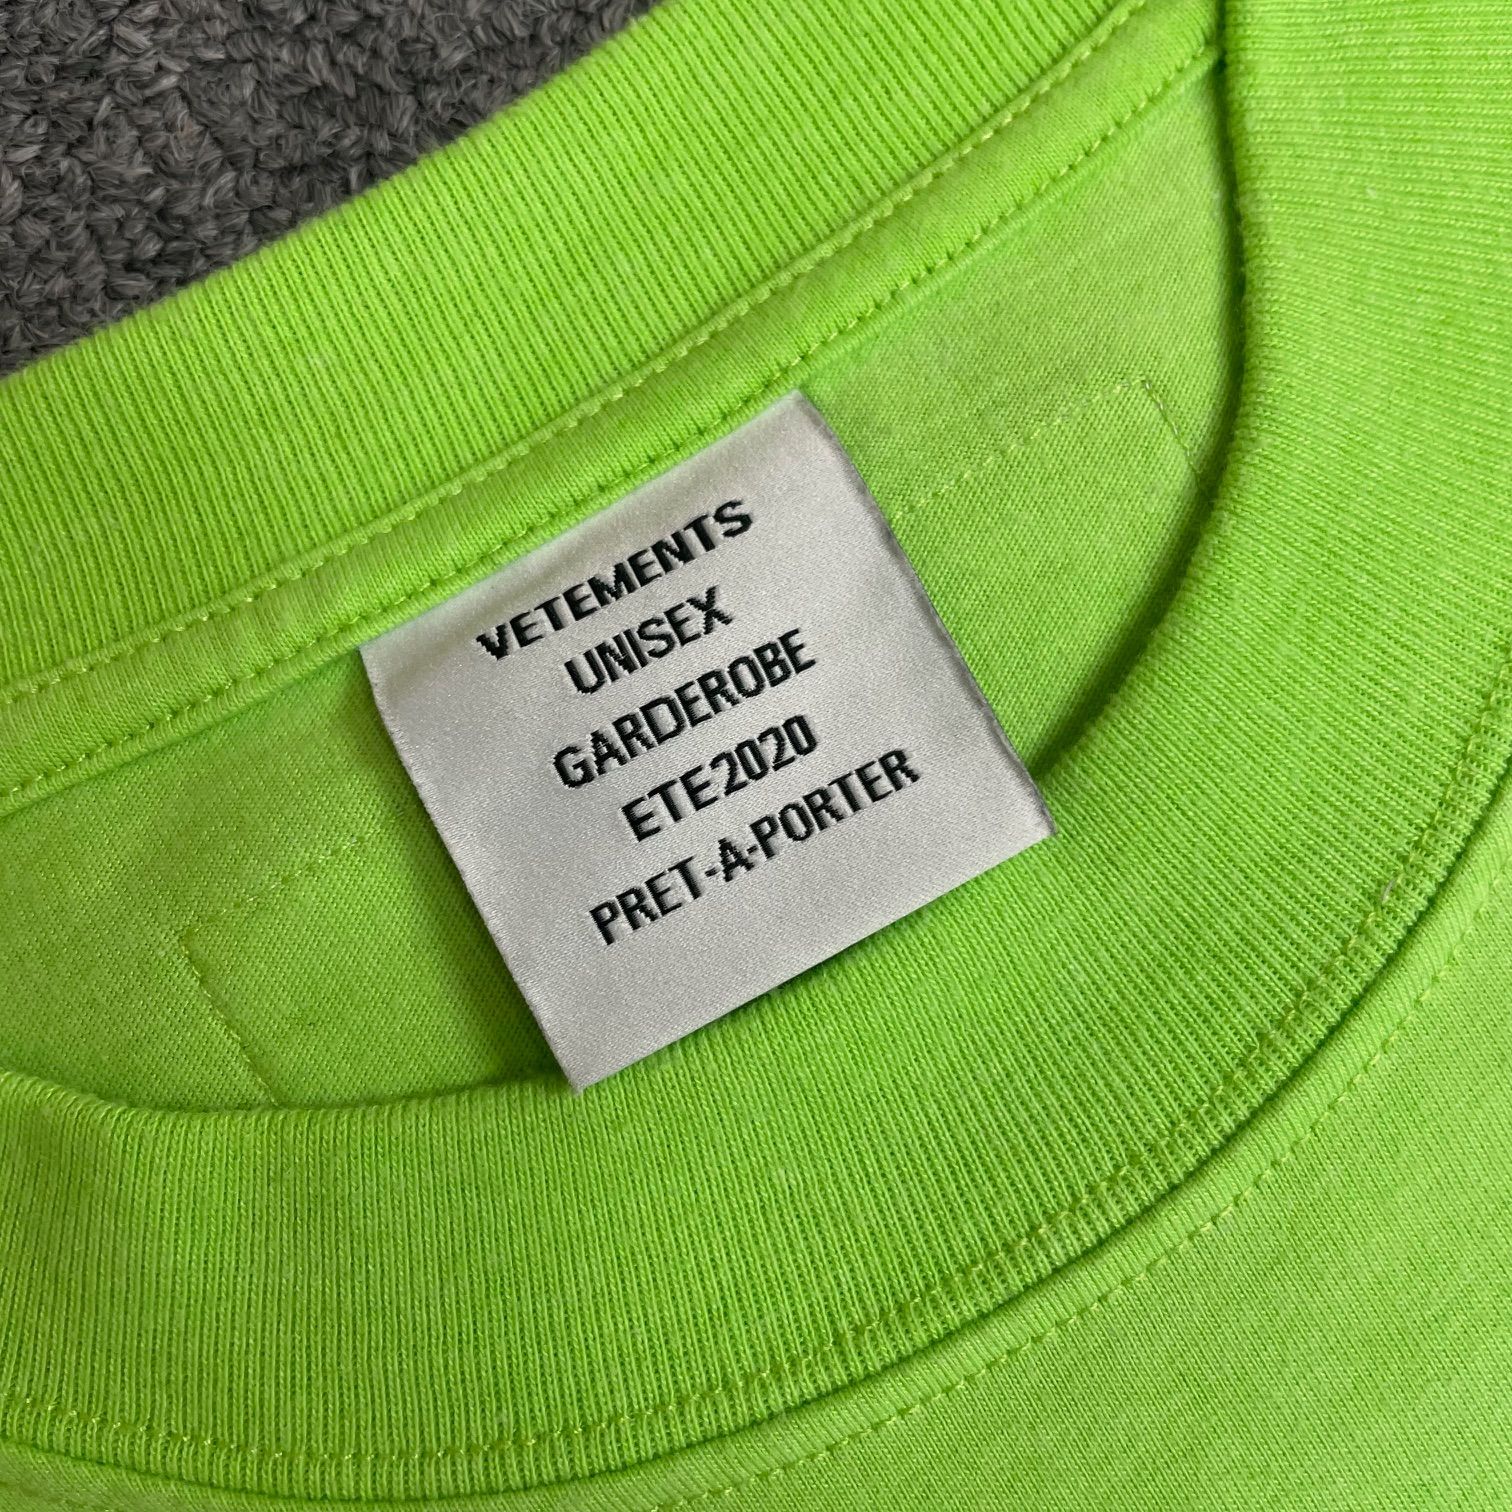 VETEMENTS
UNISEX
GARDEROBE
ETE2020
PRET-A-PORTER